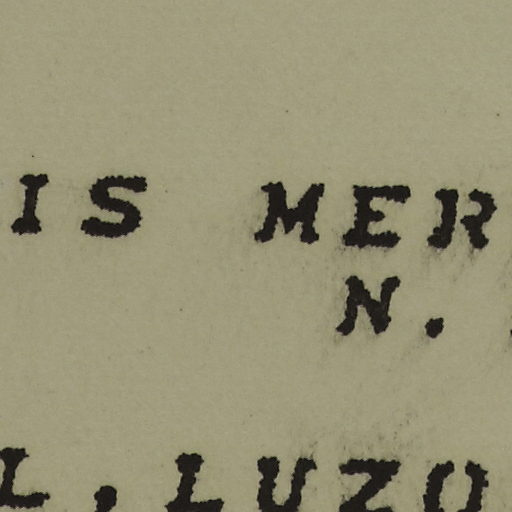 IS MER
N.
L. LUZO